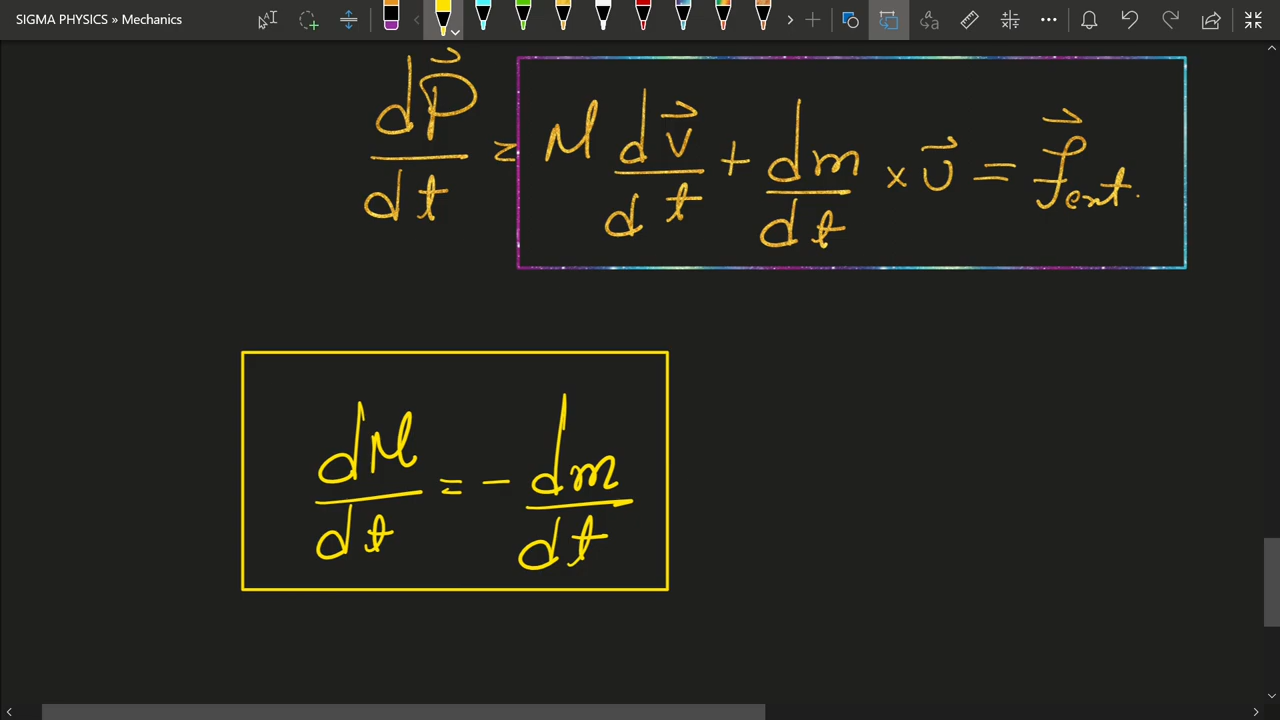 SIGMA PHYSICS » Mechanics
dP⃗/dt = M dv⃗/dt + dm/dt × υ⃗ = F⃗ext.
dM/dt = - dm/dt